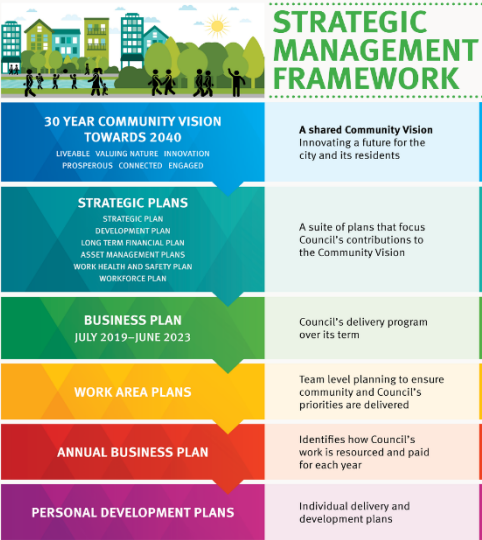 STRATEGIC
MANAGEMENT
FRAMEWORK
30 YEAR COMMUNITY VISION
TOWARDS 2040
LIVEABLE VALUING NATURE INNOVATION
PROSPEROUS CONNECTED ENGAGED
A shared Community Vision
Innovating a future for the
city and its residents
STRATEGIC PLANS
STRATEGIC PLAN
DEVELOPMENT PLAN
LONG TERM FINANCIAL PLAN
ASSET MANAGEMENT PLANS
WORK HEALTH AND SAFETY PLAN
WORKFORCE PLAN
A suite of plans that focus
Council's contributions to
the Community Vision
BUSINESS PLAN
JULY 2019–JUNE 2023
Council's delivery program
over its term
WORK AREA PLANS
Team level planning to ensure
community and Council's
priorities are delivered
ANNUAL BUSINESS PLAN
Identifies how Council's
work is resourced and paid
for each year
PERSONAL DEVELOPMENT PLANS
Individual delivery and
development plans